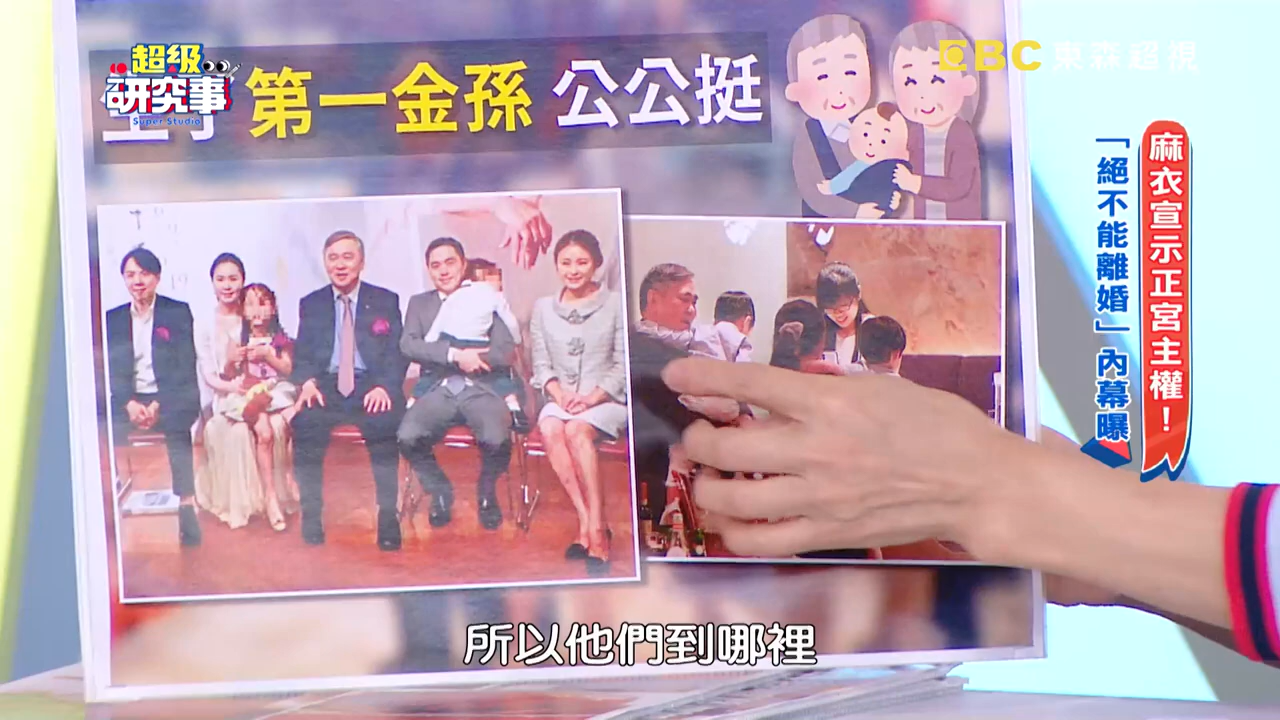 超級
研究事
Super Studio
第一金孫 公公挺
EBC 東森超視
麻衣宣示正宮主權！
「絕不能離婚」內幕曝
所以他們到哪裡